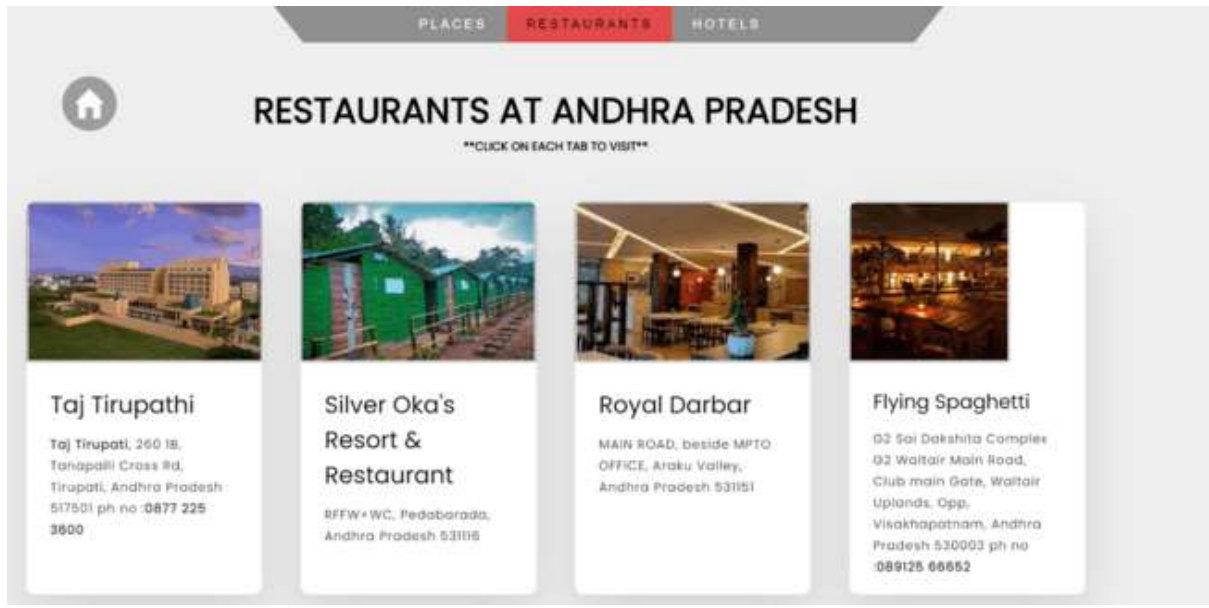 PLACES RESTAURANTS HOTELS
RESTAURANTS AT ANDHRA PRADESH
**CLICK ON EACH TAB TO VISIT**
Taj Tirupathi
Taj Tirupati, 260 1B,
Tanapalli Cross Rd,
Tirupati, Andhra Pradesh
517501 ph no :0877 225
3600
Silver Oka's
Resort &
Restaurant
RFFW+WC, Pedabarada,
Andhra Pradesh 531116
Royal Darbar
MAIN ROAD, beside MPTO
OFFICE, Araku Valley,
Andhra Pradesh 531151
Flying Spaghetti
G2 Sai Dakshita Complex
G2 Waltair Main Road,
Club main Gate, Waltair
Uplands, Opp,
Visakhapatnam, Andhra
Pradesh 530003 ph no
:089125 66652